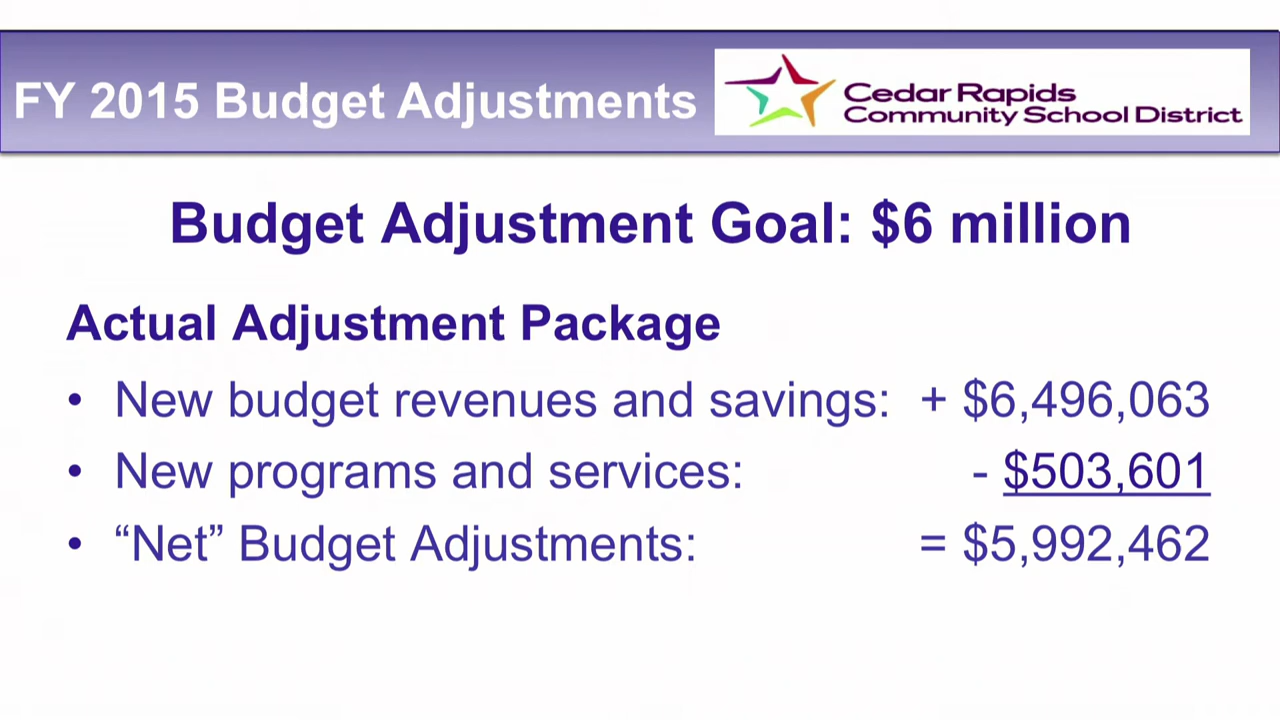 FY 2015 Budget Adjustments
Cedar Rapids
Community School District
Budget Adjustment Goal: $6 million
Actual Adjustment Package
• New budget revenues and savings: + $6,496,063
• New programs and services: - $503,601
• “Net” Budget Adjustments: = $5,992,462